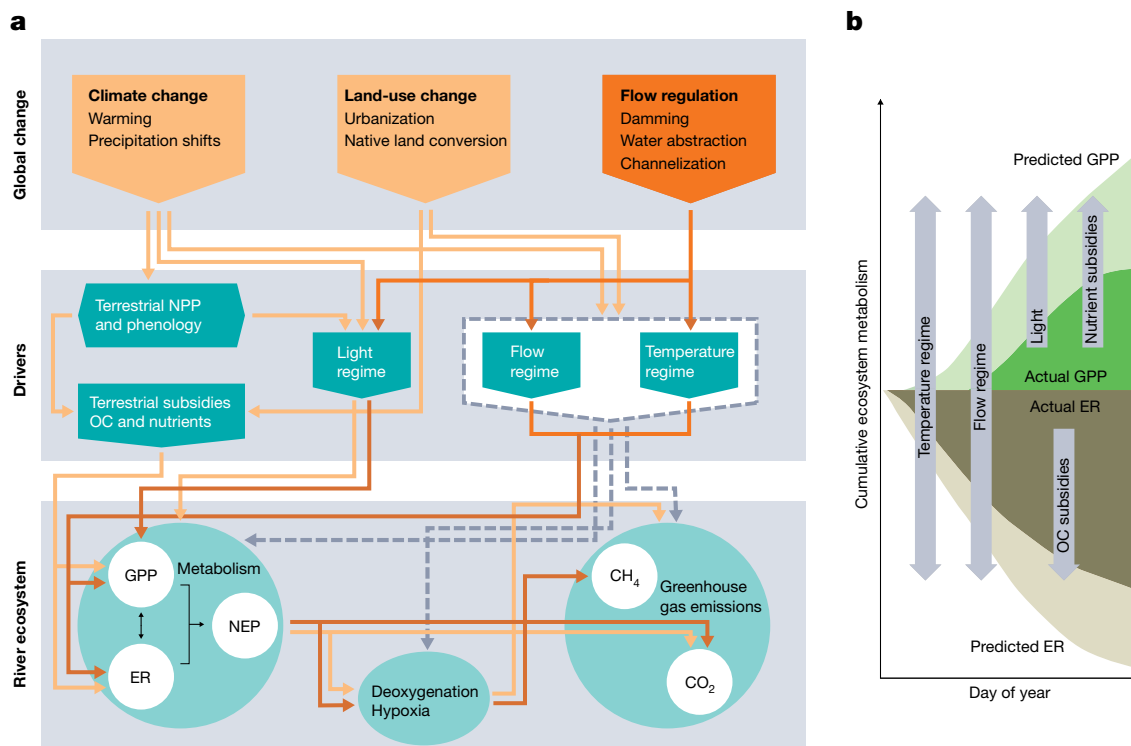 a
Global change
Climate change
Warming
Precipitation shifts
Land-use change
Urbanization
Native land conversion
Flow regulation
Damming
Water abstraction
Channelization
Drivers
Terrestrial NPP
and phenology
Light
regime
Flow
regime
Temperature
regime
Terrestrial subsidies
OC and nutrients
River ecosystem
GPP
Metabolism
NEP
ER
Deoxygenation
Hypoxia
CH4
Greenhouse
gas emissions
CO2
b
Cumulative ecosystem metabolism
Predicted GPP
Temperature regime
Flow regime
Light
Nutrient subsidies
Actual GPP
Actual ER
OC subsidies
Predicted ER
Day of year